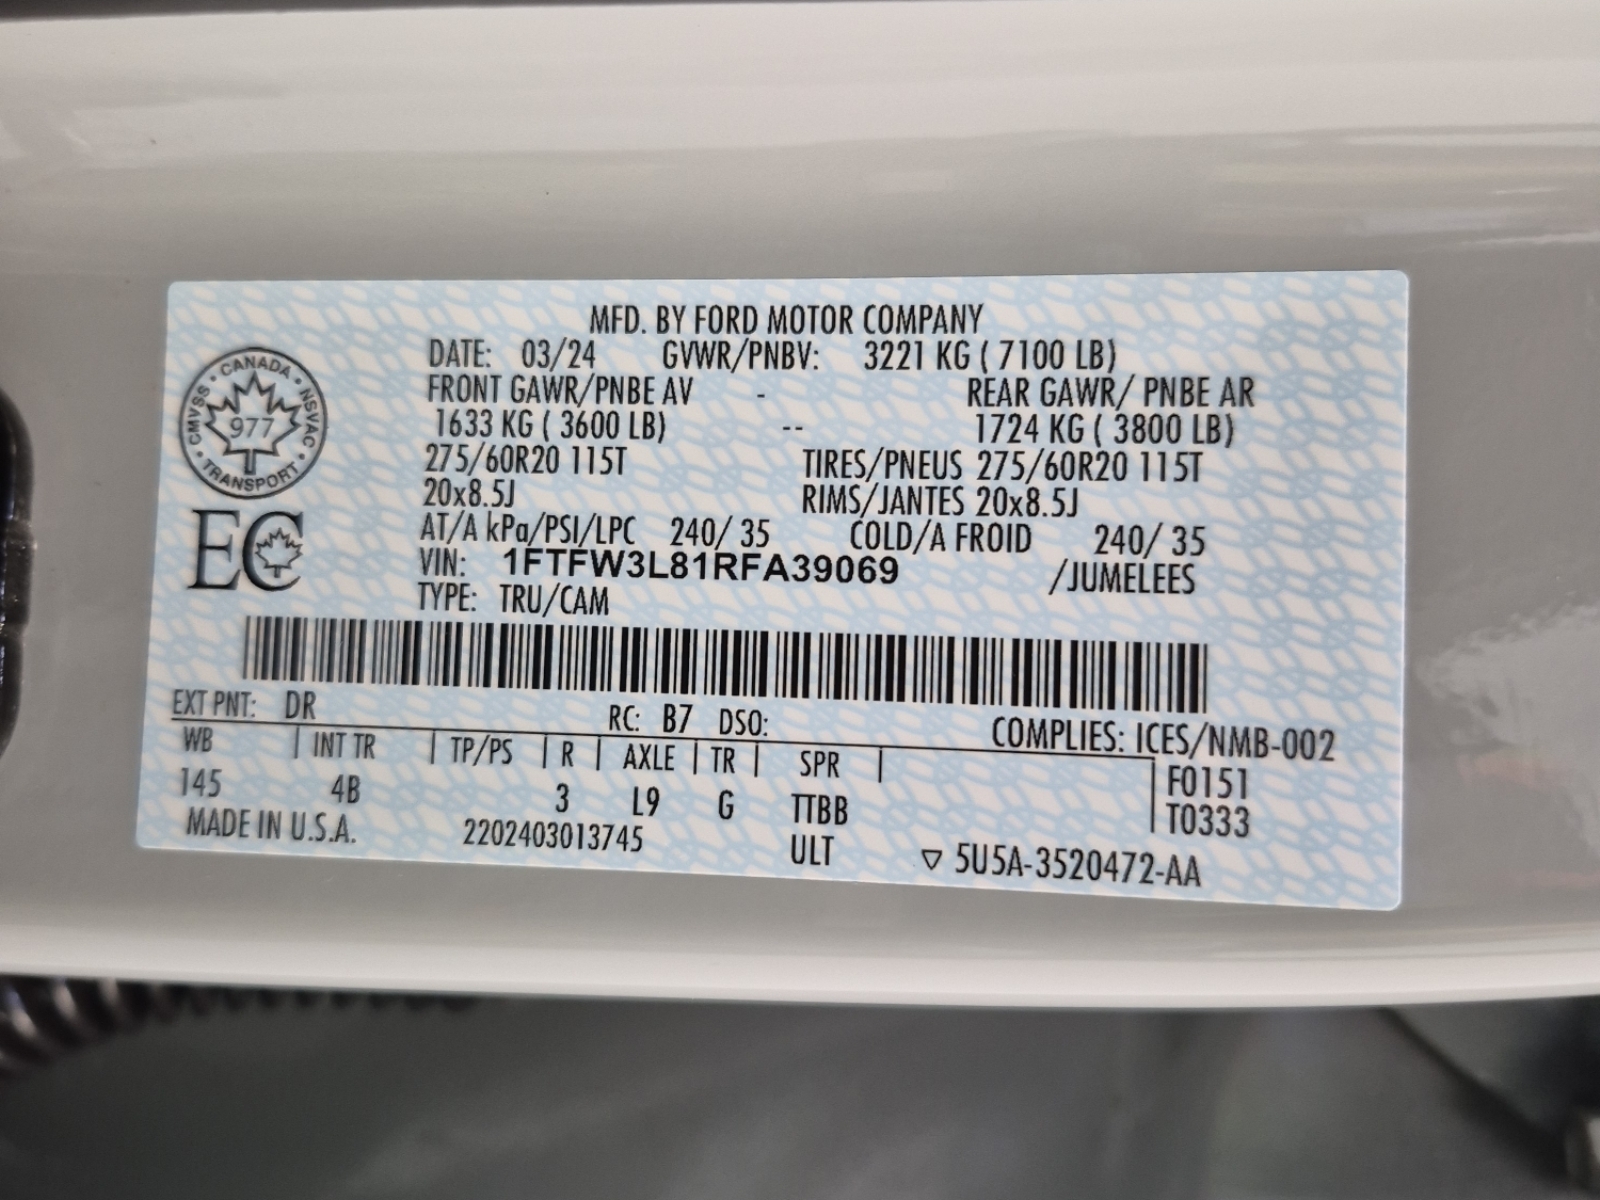 MFD. BY FORD MOTOR COMPANY
DATE: 03/24 GVWR/PNBV: 3221 KG ( 7100 LB)
FRONT GAWR/PNBE AV - REAR GAWR/ PNBE AR
1633 KG ( 3600 LB) -- 1724 KG ( 3800 LB)
275/60R20 115T TIRES/PNEUS 275/60R20 115T
20x8.5J RIMS/JANTES 20x8.5J
AT/A kPa/PSI/LPC 240/ 35 COLD/A FROID 240/ 35
VIN: 1FTFW3L81RFA39069 /JUMELEES
TYPE: TRU/CAM
CANADA
CMVSS 977 NSVAC
TRANSPORT
EC
EXT PNT: DR RC: B7 DSO: COMPLIES: ICES/NMB-002
WB | INT TR | TP/PS | R | AXLE | TR | SPR | F0151
145 4B 3 L9 G TTBB T0333
MADE IN U.S.A. 2202403013745 ULT ▽ 5U5A-3520472-AA